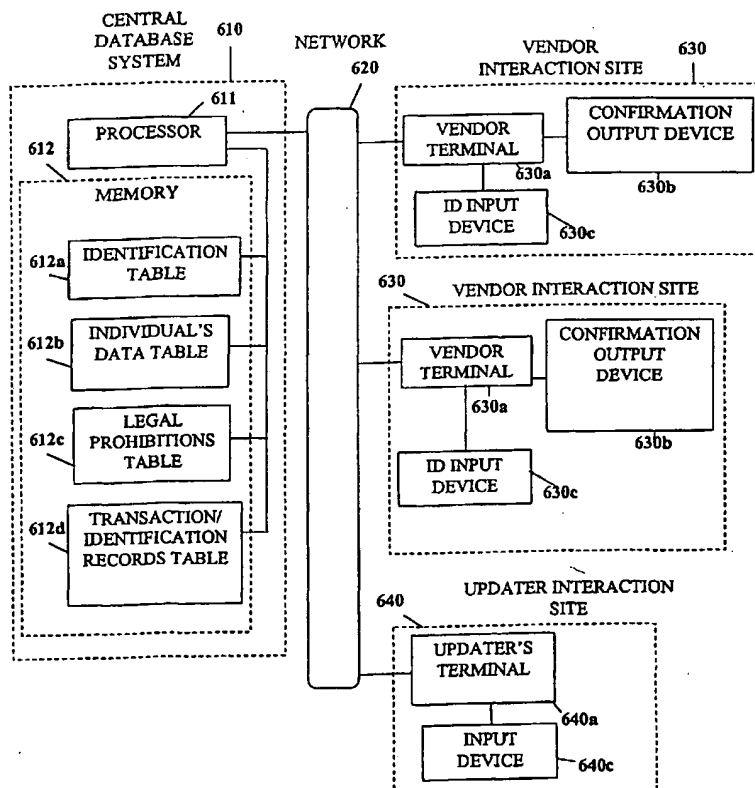 CENTRAL
DATABASE
SYSTEM
610
PROCESSOR
611
612
MEMORY
612a
IDENTIFICATION
TABLE
612b
INDIVIDUAL'S
DATA TABLE
612c
LEGAL
PROHIBITIONS
TABLE
612d
TRANSACTION/
IDENTIFICATION
RECORDS TABLE
NETWORK
620
VENDOR
INTERACTION SITE
630
VENDOR
TERMINAL
630a
CONFIRMATION
OUTPUT DEVICE
630b
ID INPUT
DEVICE
630c
630
VENDOR INTERACTION SITE
VENDOR
TERMINAL
630a
CONFIRMATION
OUTPUT
DEVICE
630b
ID INPUT
DEVICE
630c
UPDATER INTERACTION
SITE
640
UPDATER'S
TERMINAL
640a
INPUT
DEVICE
640c